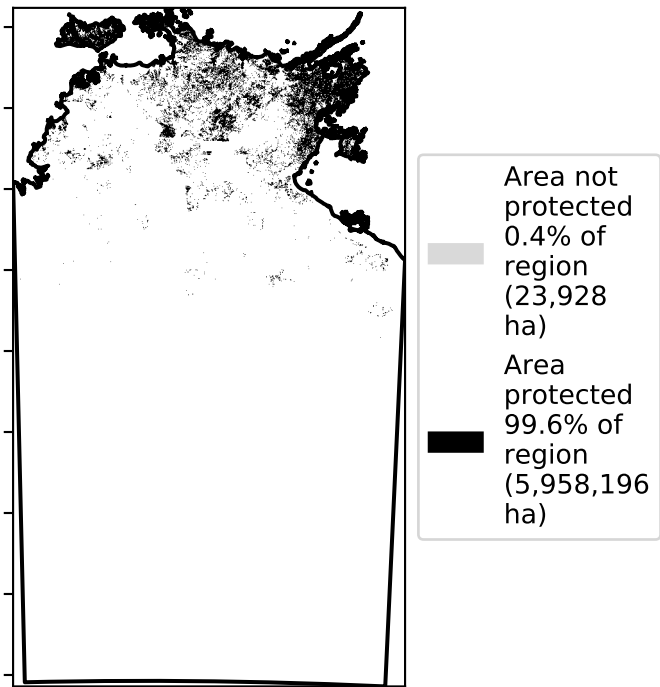 Area not
protected
0.4% of
region
(23,928
ha)
Area
protected
99.6% of
region
(5,958,196
ha)